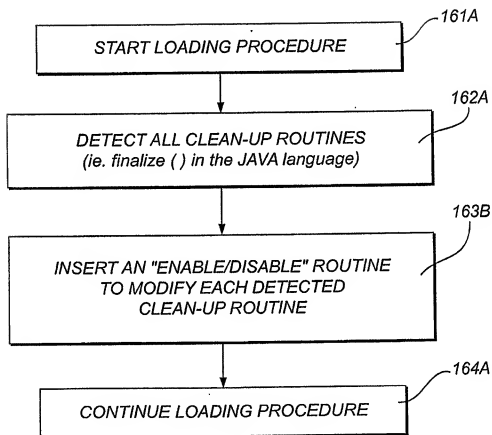 161A
START LOADING PROCEDURE
162A
DETECT ALL CLEAN-UP ROUTINES
(ie. finalize ( ) in the JAVA language)
163B
INSERT AN "ENABLE/DISABLE" ROUTINE
TO MODIFY EACH DETECTED
CLEAN-UP ROUTINE
164A
CONTINUE LOADING PROCEDURE